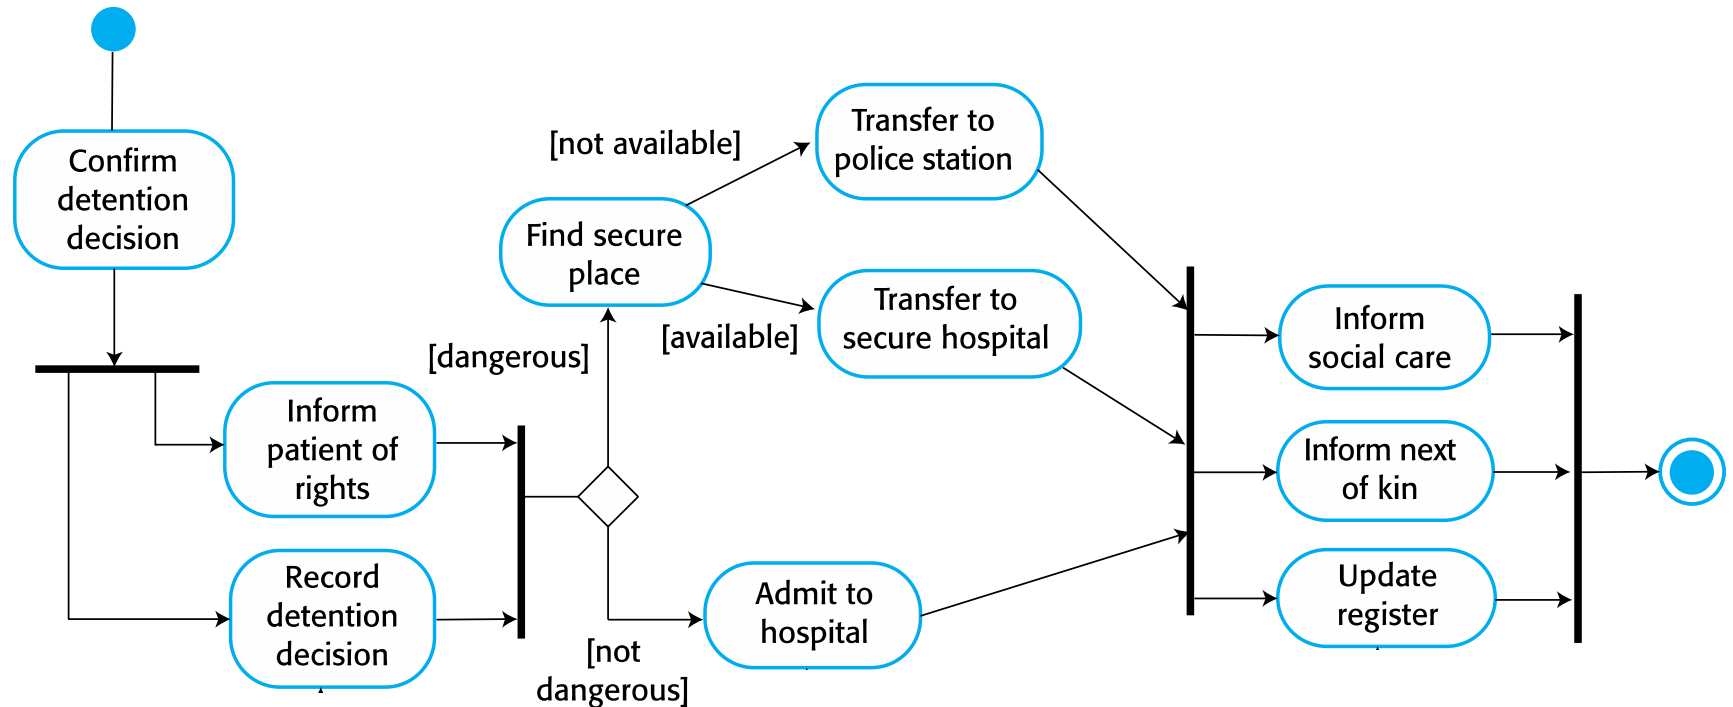 Confirm
detention
decision
Inform
patient of
rights
Record
detention
decision
[dangerous]
[not
dangerous]
Find secure
place
[not available]
[available]
Transfer to
police station
Transfer to
secure hospital
Admit to
hospital
Inform
social care
Inform next
of kin
Update
register